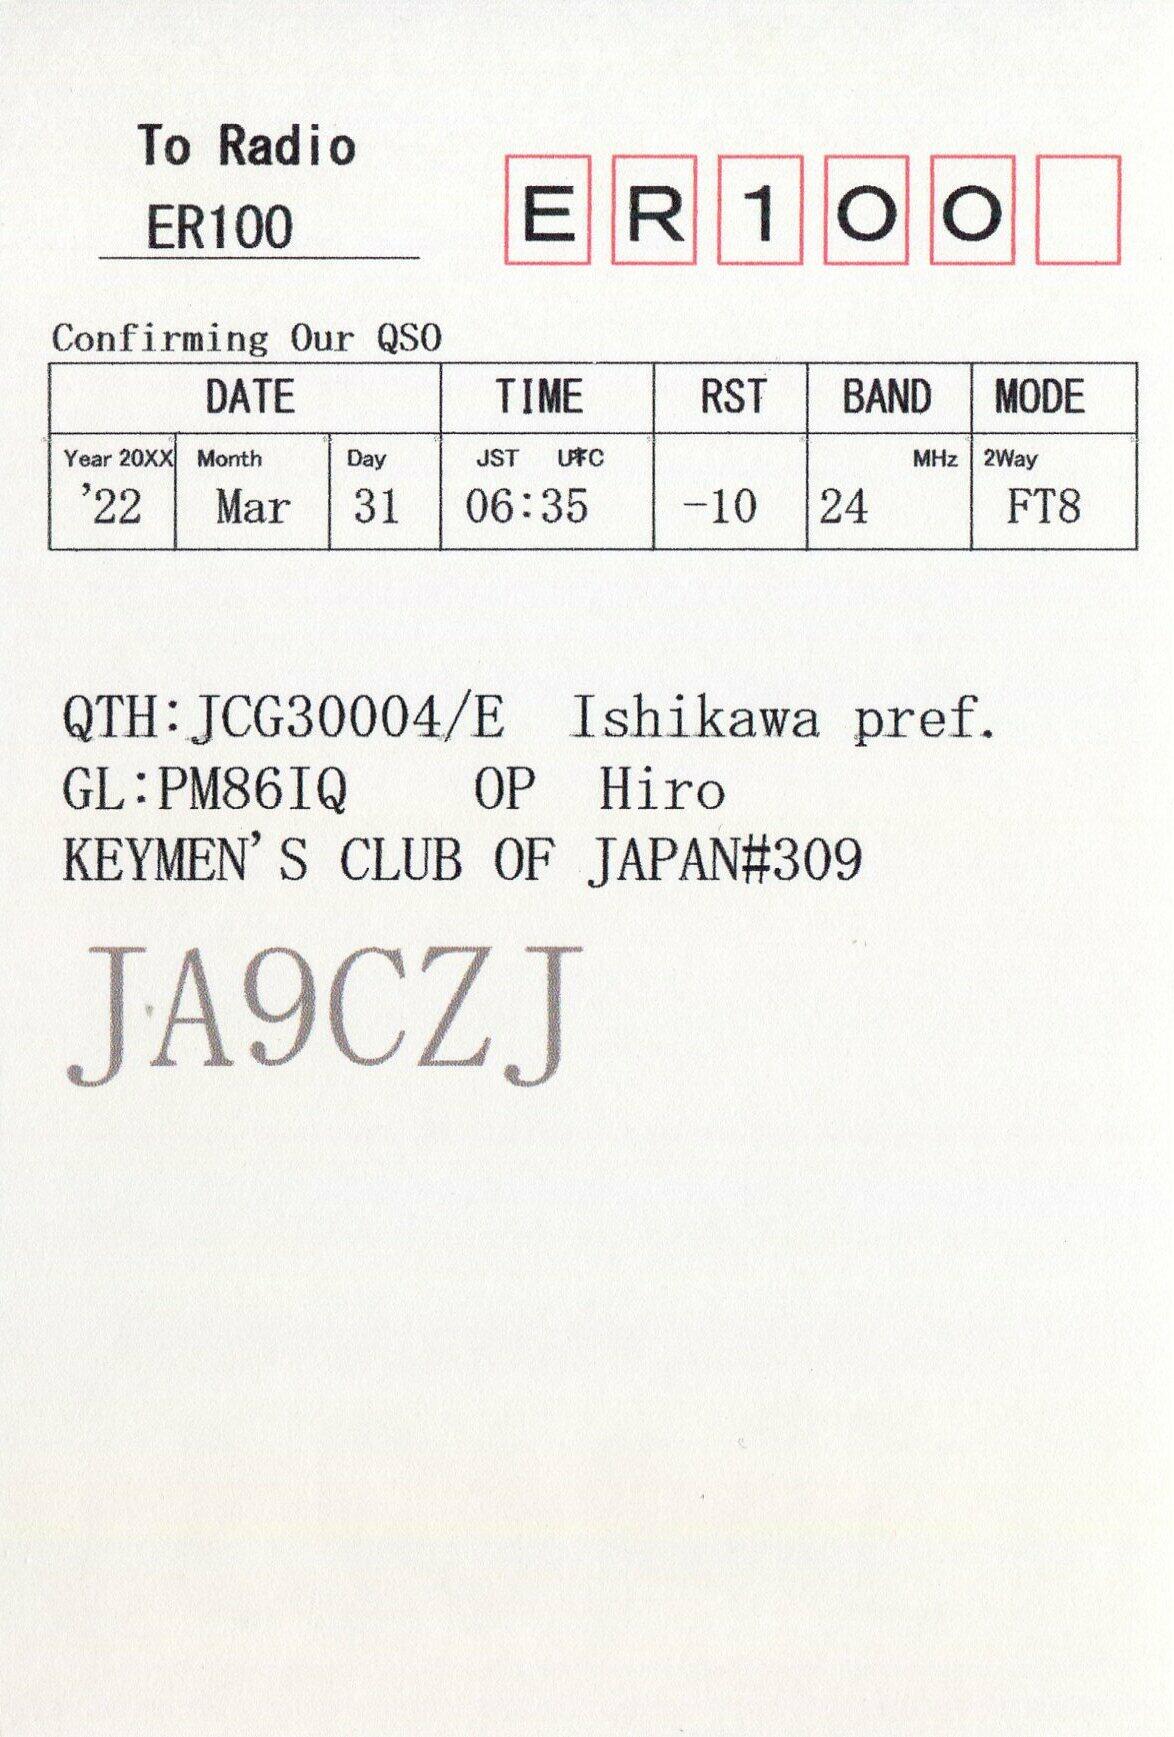 To Radio
ER100
ER100
Confirming Our QSO
DATE TIME RST BAND MODE
Year 20XX Month Day JST UTC MHz 2Way
'22 Mar 31 06:35 -10 24 FT8
QTH:JCG30004/E Ishikawa pref.
GL:PM86IQ OP Hiro
KEYMEN'S CLUB OF JAPAN#309
JA9CZJ